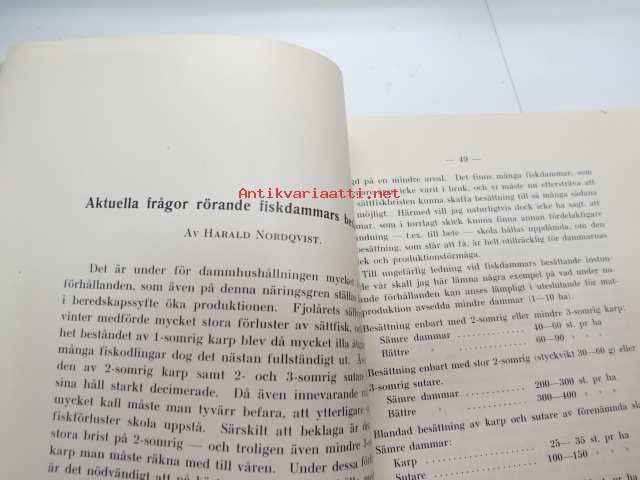 Aktuella frågor rörande fiskdammars
Av Harald Nordqvist.
Det är under för dammhushållningen mycket
förhållanden, som även på denna näringsgren ställa
i beredskapssyfte öka produktionen. Fjolårets
vinter medförde mycket stora förluster av sättfisk,
het beståndet av 1-somrig karp blev då mycket illa
många fiskodlingar dog det nästan fullständigt ut.
den av 2-somrig karp samt 2- och 3-somrig sutare
sina håll starkt decimerade. Då även innevarande
mycket kall måste man tyvärr befara, att ytterligare
fiskförluster skola uppstå. Särskilt att beklaga är
stora brist på 2-somrig — och troligen även mindre
karp man måste räkna med till våren. Under dessa
är det nödvändigt att på
— 49 —
på en mindre areal. Det finns många fiskdammar, som
icke varit i bruk, och vi måste nu eftersträva att
sättfiskbristen kunna skaffa besättning till så många sådana
möjligt. Härmed vill jag naturligtvis dock icke ha sagt, att
i torrlagt skick kunna finna annan fördelaktigare
— t.ex. till bete — skola hållas uppdämda, om den
besättning, som står att få, är helt otillräcklig för dammarnas
och produktionsförmåga.
Till ungefärlig ledning vid fiskdammars besättande
vår skall jag här lämna några exempel på vad under
förhållanden kan anses lämpligt i uteslutande för mat-
produktion avsedda mindre dammar (1—10 ha).
Besättning enbart med 2-somrig eller mindre 3-somrig karp:
Sämre dammar 40—60 st. pr ha
Bättre » 60—90 » » »
Besättning enbart med stor 2-somrig (styckvikt 30—60 g) eller
3-somrig sutare.
Sämre dammar 200—300 st. pr ha
Bättre » 300—400 » » »
Blandad besättning av karp och sutare av förenämnda
Sämre dammar:
Karp 25— 35 st. pr ha
Sutare 100—150 » » »
Antikvariaatti.net